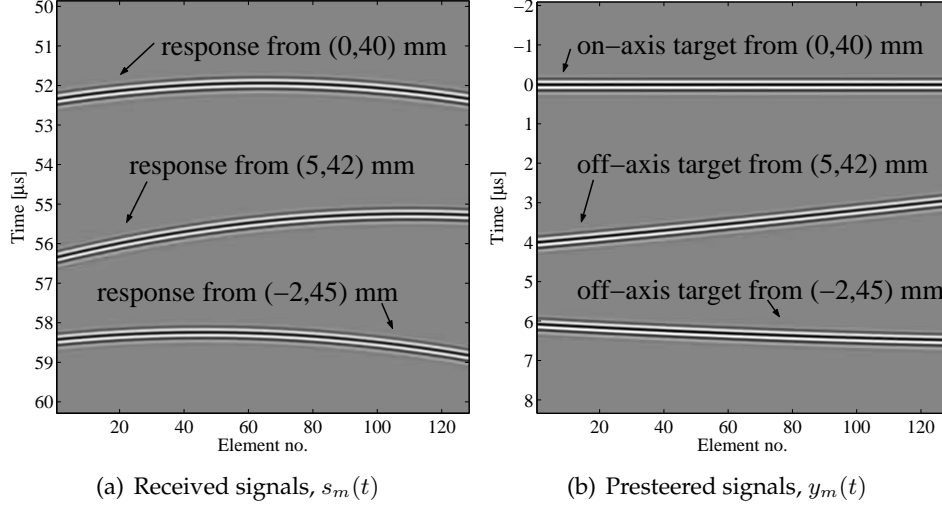 50
51
52
53
54
55
56
57
58
59
60
Time [μs]
response from (0,40) mm
response from (5,42) mm
response from (−2,45) mm
20 40 60 80 100 120
Element no.
(a) Received signals, s_m(t)
−2
−1
0
1
2
3
4
5
6
7
8
Time [μs]
on−axis target from (0,40) mm
off−axis target from (5,42) mm
off−axis target from (−2,45) mm
20 40 60 80 100 120
Element no.
(b) Presteered signals, y_m(t)